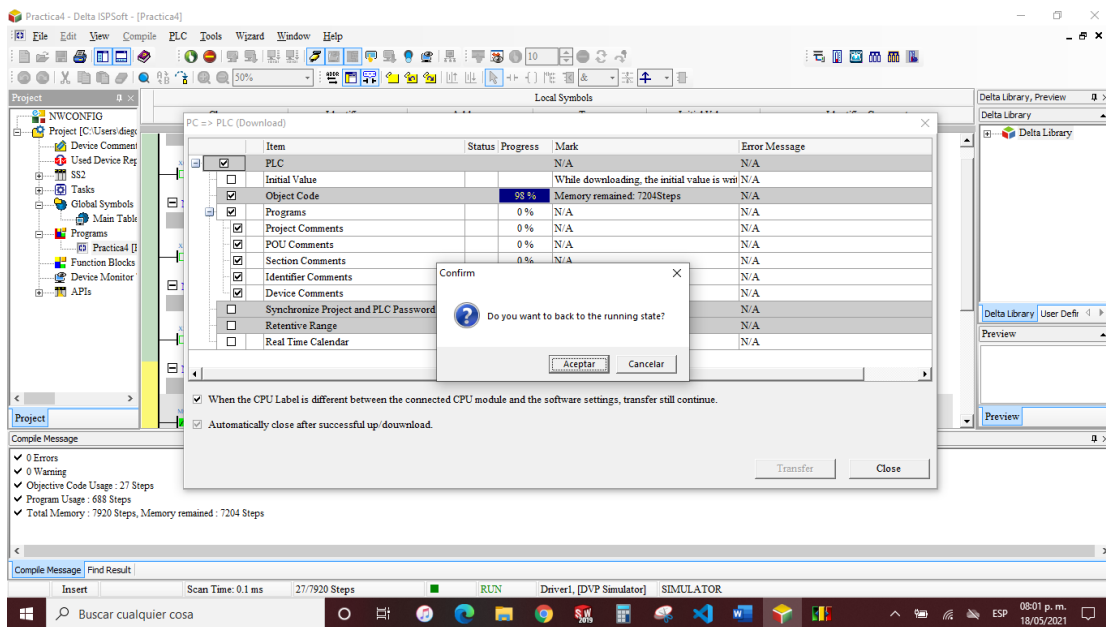 Practica4 - Delta ISPSoft - [Practica4]
File Edit View Compile PLC Tools Wizard Window Help
10
50%
Project
Local Symbols
Delta Library, Preview
NWCONFIG
Project [C:\Users\dieg
Device Comment
Used Device Rep
SS2
Tasks
Global Symbols
Main Table
Programs
Practica4
Function Blocks
Device Monitor
APIs
Project
Delta Library
Delta Library
Delta Library User Defir
Preview
Preview
PC => PLC (Download)
Item Status Progress Mark Error Message
PLC N/A N/A
Initial Value While downloading, the initial value is writ N/A
Object Code 98 % Memory remained: 7204Steps N/A
Programs 0 % N/A N/A
Project Comments 0 % N/A N/A
POU Comments 0 % N/A N/A
Section Comments 0 % N/A N/A
Identifier Comments N/A
Device Comments N/A
Synchronize Project and PLC Password N/A
Retentive Range N/A
Real Time Calendar N/A
Confirm
Do you want to back to the running state?
Aceptar Cancelar
When the CPU Label is different between the connected CPU module and the software settings, transfer still continue.
Automatically close after successful up/douwnload.
Transfer Close
Compile Message
0 Errors
0 Warning
Objective Code Usage : 27 Steps
Program Usage : 688 Steps
Total Memory : 7920 Steps, Memory remained : 7204 Steps
Compile Message Find Result
Insert Scan Time: 0.1 ms 27/7920 Steps RUN Driver1, [DVP Simulator] SIMULATOR
Buscar cualquier cosa
ESP
08:01 p. m.
18/05/2021